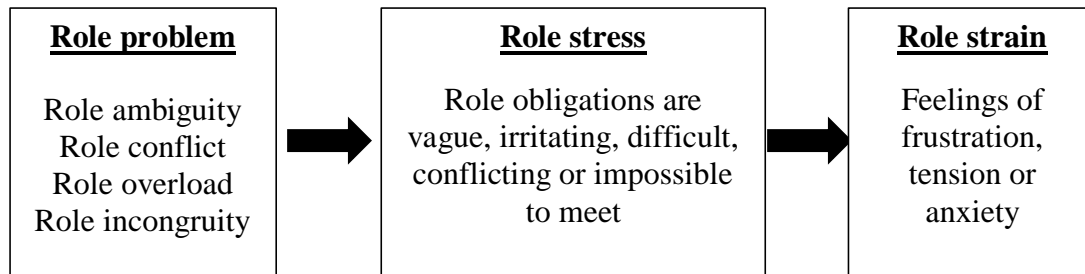 Role problem
Role ambiguity
Role conflict
Role overload
Role incongruity
Role stress
Role obligations are
vague, irritating, difficult,
conflicting or impossible
to meet
Role strain
Feelings of
frustration,
tension or
anxiety